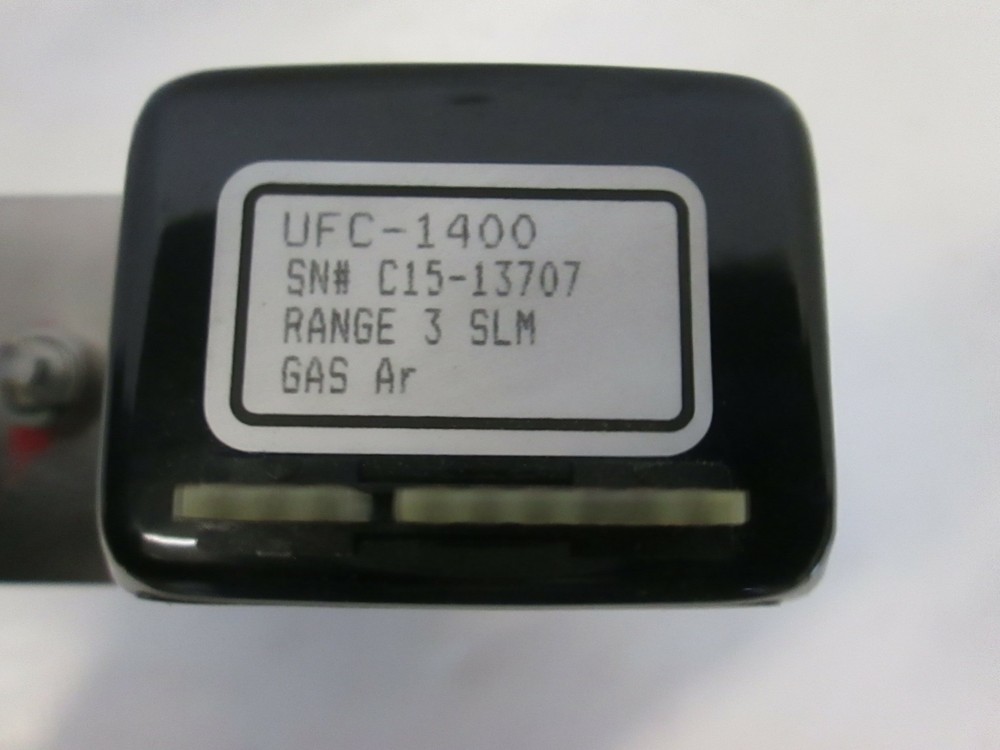 UFC-1400
SN# C15-13707
RANGE 3 SLM
GAS Ar